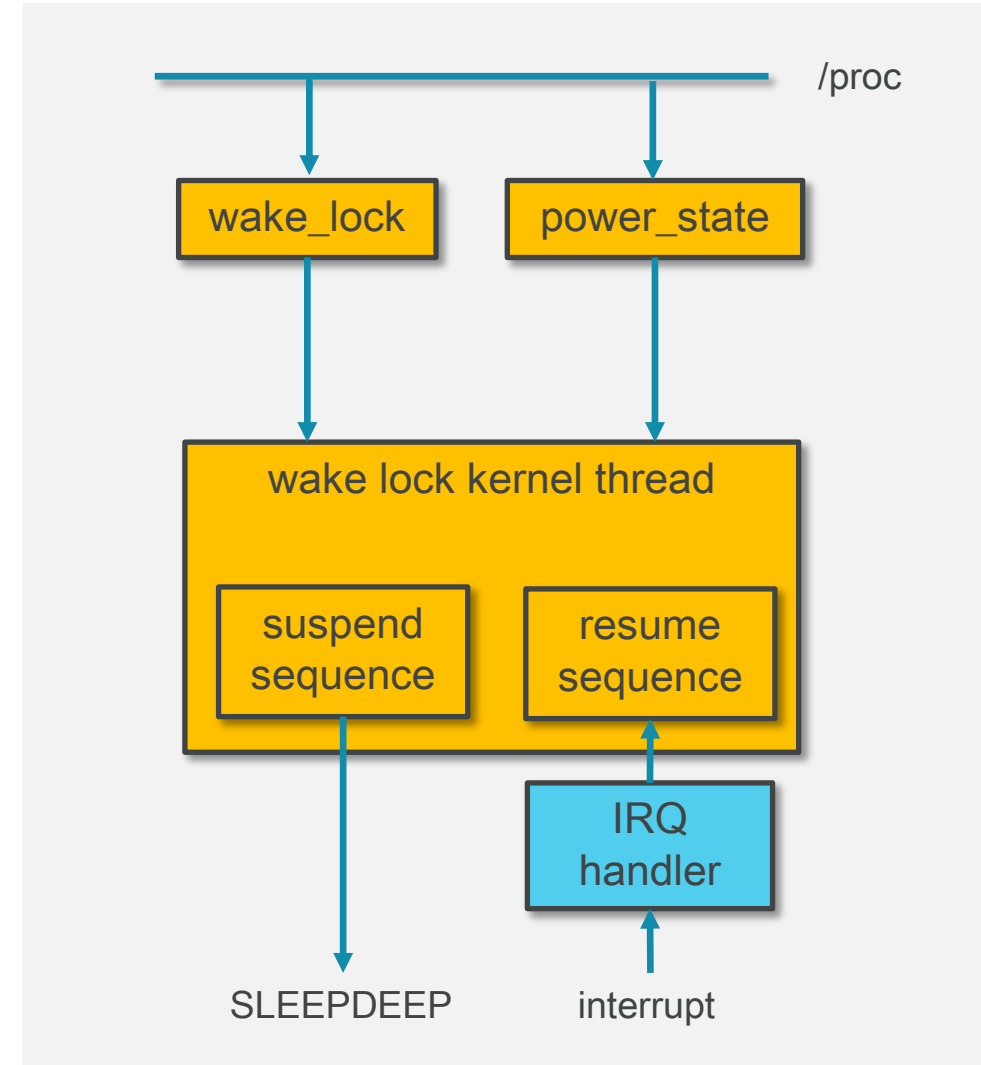 /proc
wake_lock
power_state
wake lock kernel thread
suspend
sequence
resume
sequence
IRQ
handler
SLEEPDEEP
interrupt